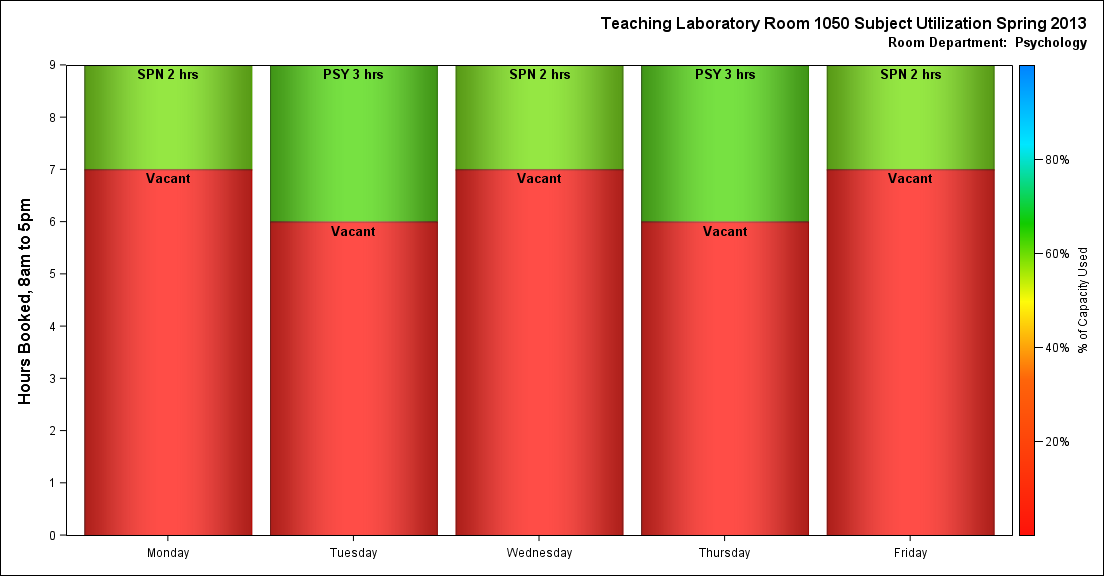 Teaching Laboratory Room 1050 Subject Utilization Spring 2013
Room Department:  Psychology
Hours Booked, 8am to 5pm
9
8
7
6
5
4
3
2
1
0
SPN 2 hrs
Vacant
PSY 3 hrs
Vacant
SPN 2 hrs
Vacant
PSY 3 hrs
Vacant
SPN 2 hrs
Vacant
Monday
Tuesday
Wednesday
Thursday
Friday
80%
60%
40%
20%
% of Capacity Used